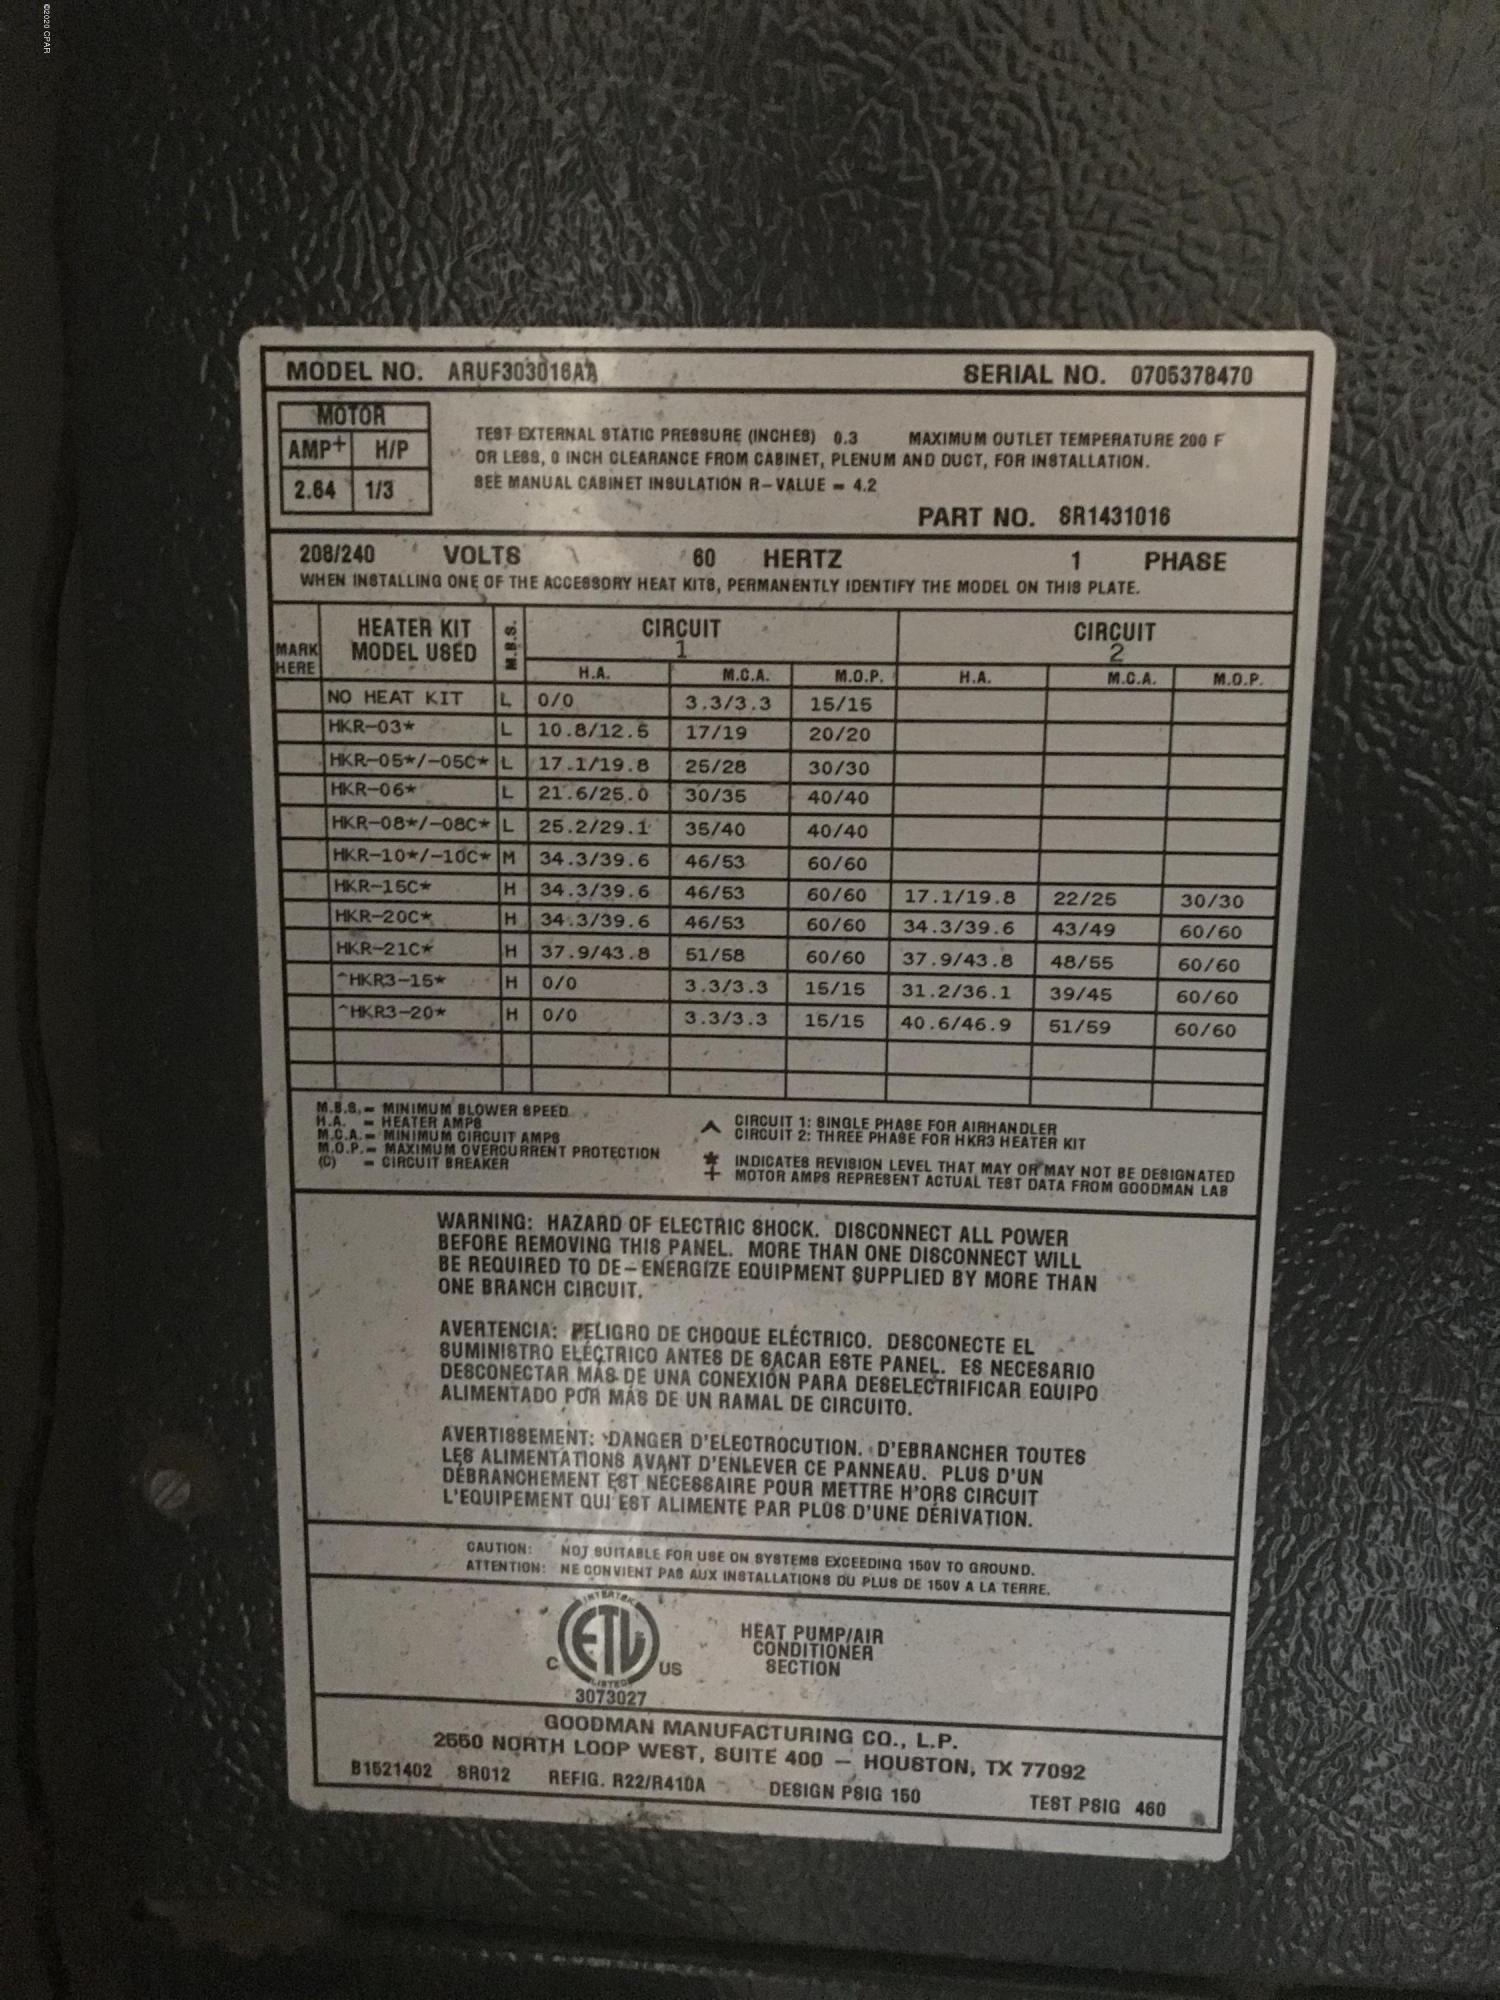 ©2020 CPAR
MODEL NO. ARUF303016AA SERIAL NO. 0705378470
MOTOR
AMP+ H/P
2.64 1/3
TEST EXTERNAL STATIC PRESSURE (INCHES) 0.3 MAXIMUM OUTLET TEMPERATURE 200 F
OR LESS, 0 INCH CLEARANCE FROM CABINET, PLENUM AND DUCT, FOR INSTALLATION.
SEE MANUAL CABINET INSULATION R-VALUE = 4.2
PART NO. SR1431016
208/240 VOLTS 60 HERTZ 1 PHASE
WHEN INSTALLING ONE OF THE ACCESSORY HEAT KITS, PERMANENTLY IDENTIFY THE MODEL ON THIS PLATE.
MARK HERE HEATER KIT MODEL USED M.B.S. CIRCUIT 1 CIRCUIT 2
H.A. M.C.A. M.O.P. H.A. M.C.A. M.O.P.
NO HEAT KIT L 0/0 3.3/3.3 15/15
HKR-03* L 10.8/12.5 17/19 20/20
HKR-05*/-05C* L 17.1/19.8 25/28 30/30
HKR-06* L 21.6/25.0 30/35 40/40
HKR-08*/-08C* L 25.2/29.1 35/40 40/40
HKR-10*/-10C* M 34.3/39.6 46/53 60/60
HKR-15C* H 34.3/39.6 46/53 60/60 17.1/19.8 22/25 30/30
HKR-20C* H 34.3/39.6 46/53 60/60 34.3/39.6 43/49 60/60
HKR-21C* H 37.9/43.8 51/58 60/60 37.9/43.8 48/55 60/60
^HKR3-15* H 0/0 3.3/3.3 15/15 31.2/36.1 39/45 60/60
^HKR3-20* H 0/0 3.3/3.3 15/15 40.6/46.9 51/59 60/60
M.B.S. = MINIMUM BLOWER SPEED
H.A. = HEATER AMPS
M.C.A. = MINIMUM CIRCUIT AMPS
M.O.P. = MAXIMUM OVERCURRENT PROTECTION
(C) = CIRCUIT BREAKER
^ CIRCUIT 1: SINGLE PHASE FOR AIRHANDLER
CIRCUIT 2: THREE PHASE FOR HKR3 HEATER KIT
* INDICATES REVISION LEVEL THAT MAY OR MAY NOT BE DESIGNATED
+ MOTOR AMPS REPRESENT ACTUAL TEST DATA FROM GOODMAN LAB
WARNING: HAZARD OF ELECTRIC SHOCK. DISCONNECT ALL POWER
BEFORE REMOVING THIS PANEL. MORE THAN ONE DISCONNECT WILL
BE REQUIRED TO DE-ENERGIZE EQUIPMENT SUPPLIED BY MORE THAN
ONE BRANCH CIRCUIT.
AVERTENCIA: PELIGRO DE CHOQUE ELÉCTRICO. DESCONECTE EL
SUMINISTRO ELÉCTRICO ANTES DE SACAR ESTE PANEL. ES NECESARIO
DESCONECTAR MÁS DE UNA CONEXIÓN PARA DESELECTRIFICAR EQUIPO
ALIMENTADO POR MÁS DE UN RAMAL DE CIRCUITO.
AVERTISSEMENT: DANGER D'ELECTROCUTION. D'EBRANCHER TOUTES
LES ALIMENTATIONS AVANT D'ENLEVER CE PANNEAU. PLUS D'UN
DÉBRANCHEMENT EST NÉCESSAIRE POUR METTRE H'ORS CIRCUIT
L'EQUIPEMENT QUI EST ALIMENTE PAR PLUS D'UNE DÉRIVATION.
CAUTION: NOT SUITABLE FOR USE ON SYSTEMS EXCEEDING 150V TO GROUND.
ATTENTION: NE CONVIENT PAS AUX INSTALLATIONS DU PLUS DE 150V A LA TERRE.
INTERTEK
ETL
C US
LISTED
3073027
HEAT PUMP/AIR
CONDITIONER
SECTION
GOODMAN MANUFACTURING CO., L.P.
2550 NORTH LOOP WEST, SUITE 400 - HOUSTON, TX 77092
B1521402 SR012 REFIG. R22/R410A DESIGN PSIG 150 TEST PSIG 460